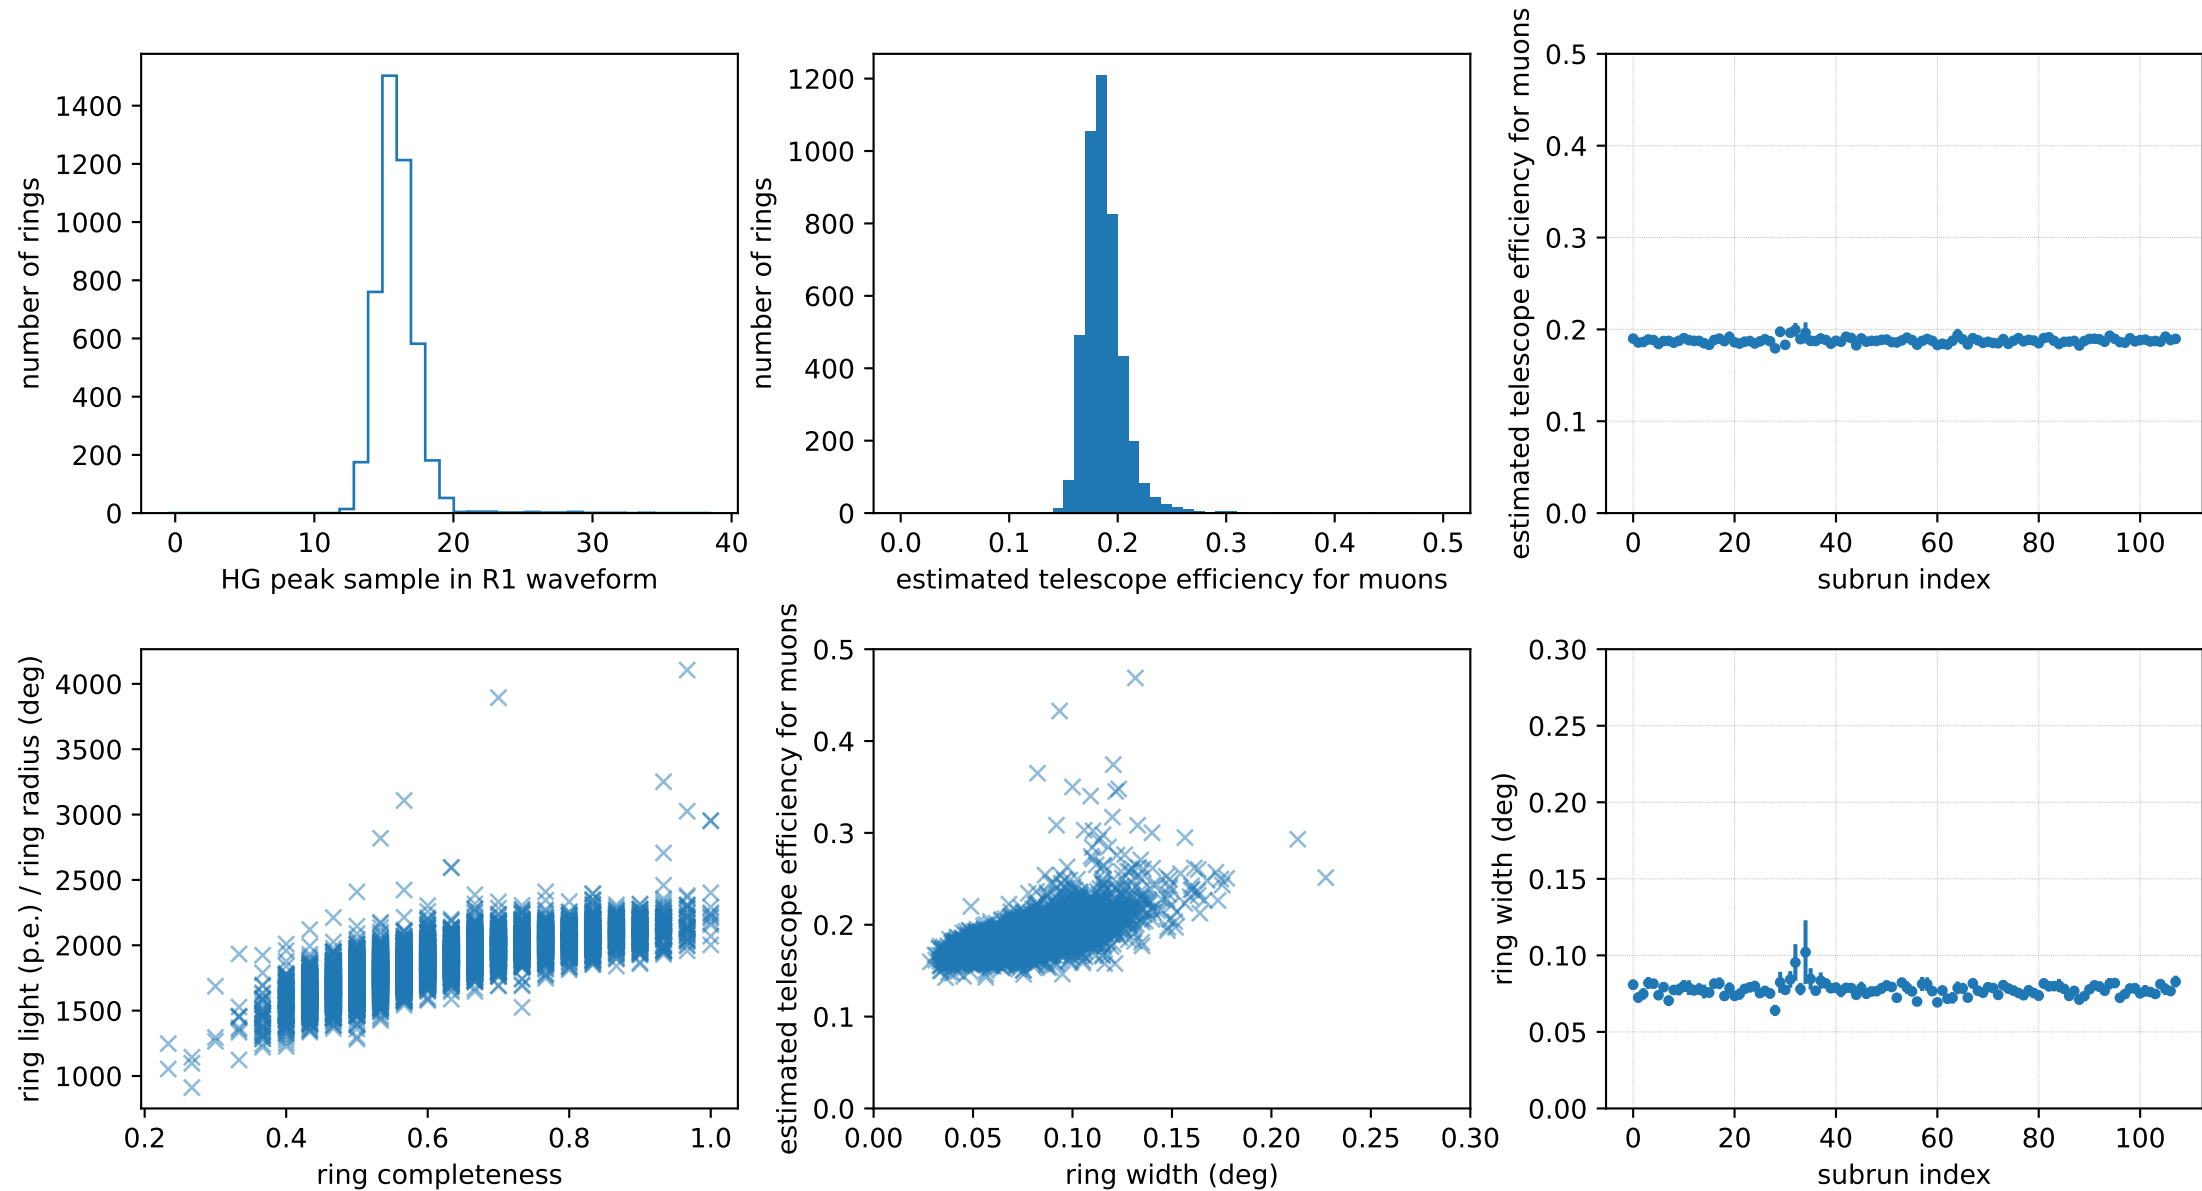 number of rings
1400
1200
1000
800
600
400
200
0
0 10 20 30 40
HG peak sample in R1 waveform
number of rings
1200
1000
800
600
400
200
0
0.0 0.1 0.2 0.3 0.4 0.5
estimated telescope efficiency for muons
estimated telescope efficiency for muons
0.5
0.4
0.3
0.2
0.1
0.0
0 20 40 60 80 100
subrun index
ring light (p.e.) / ring radius (deg)
4000
3500
3000
2500
2000
1500
1000
0.2 0.4 0.6 0.8 1.0
ring completeness
estimated telescope efficiency for muons
0.5
0.4
0.3
0.2
0.1
0.0
0.00 0.05 0.10 0.15 0.20 0.25 0.30
ring width (deg)
ring width (deg)
0.30
0.25
0.20
0.15
0.10
0.05
0.00
0 20 40 60 80 100
subrun index